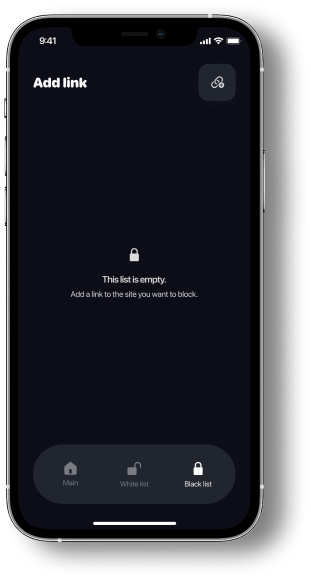 9:41
Add link
This list is empty.
Add a link to the site you want to block.
Main
White list
Black list